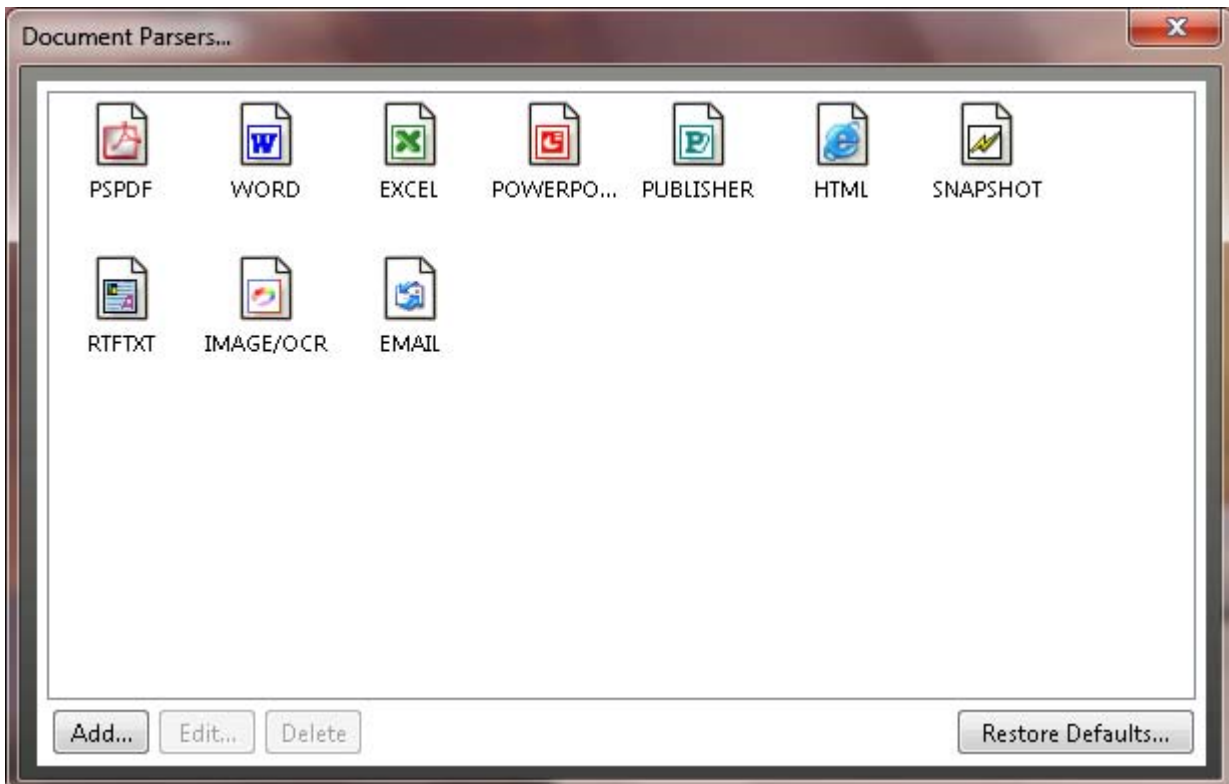 Document Parsers...
PSPDF WORD EXCEL POWERPO... PUBLISHER HTML SNAPSHOT
RTFTXT IMAGE/OCR EMAIL
Add... Edit... Delete Restore Defaults...